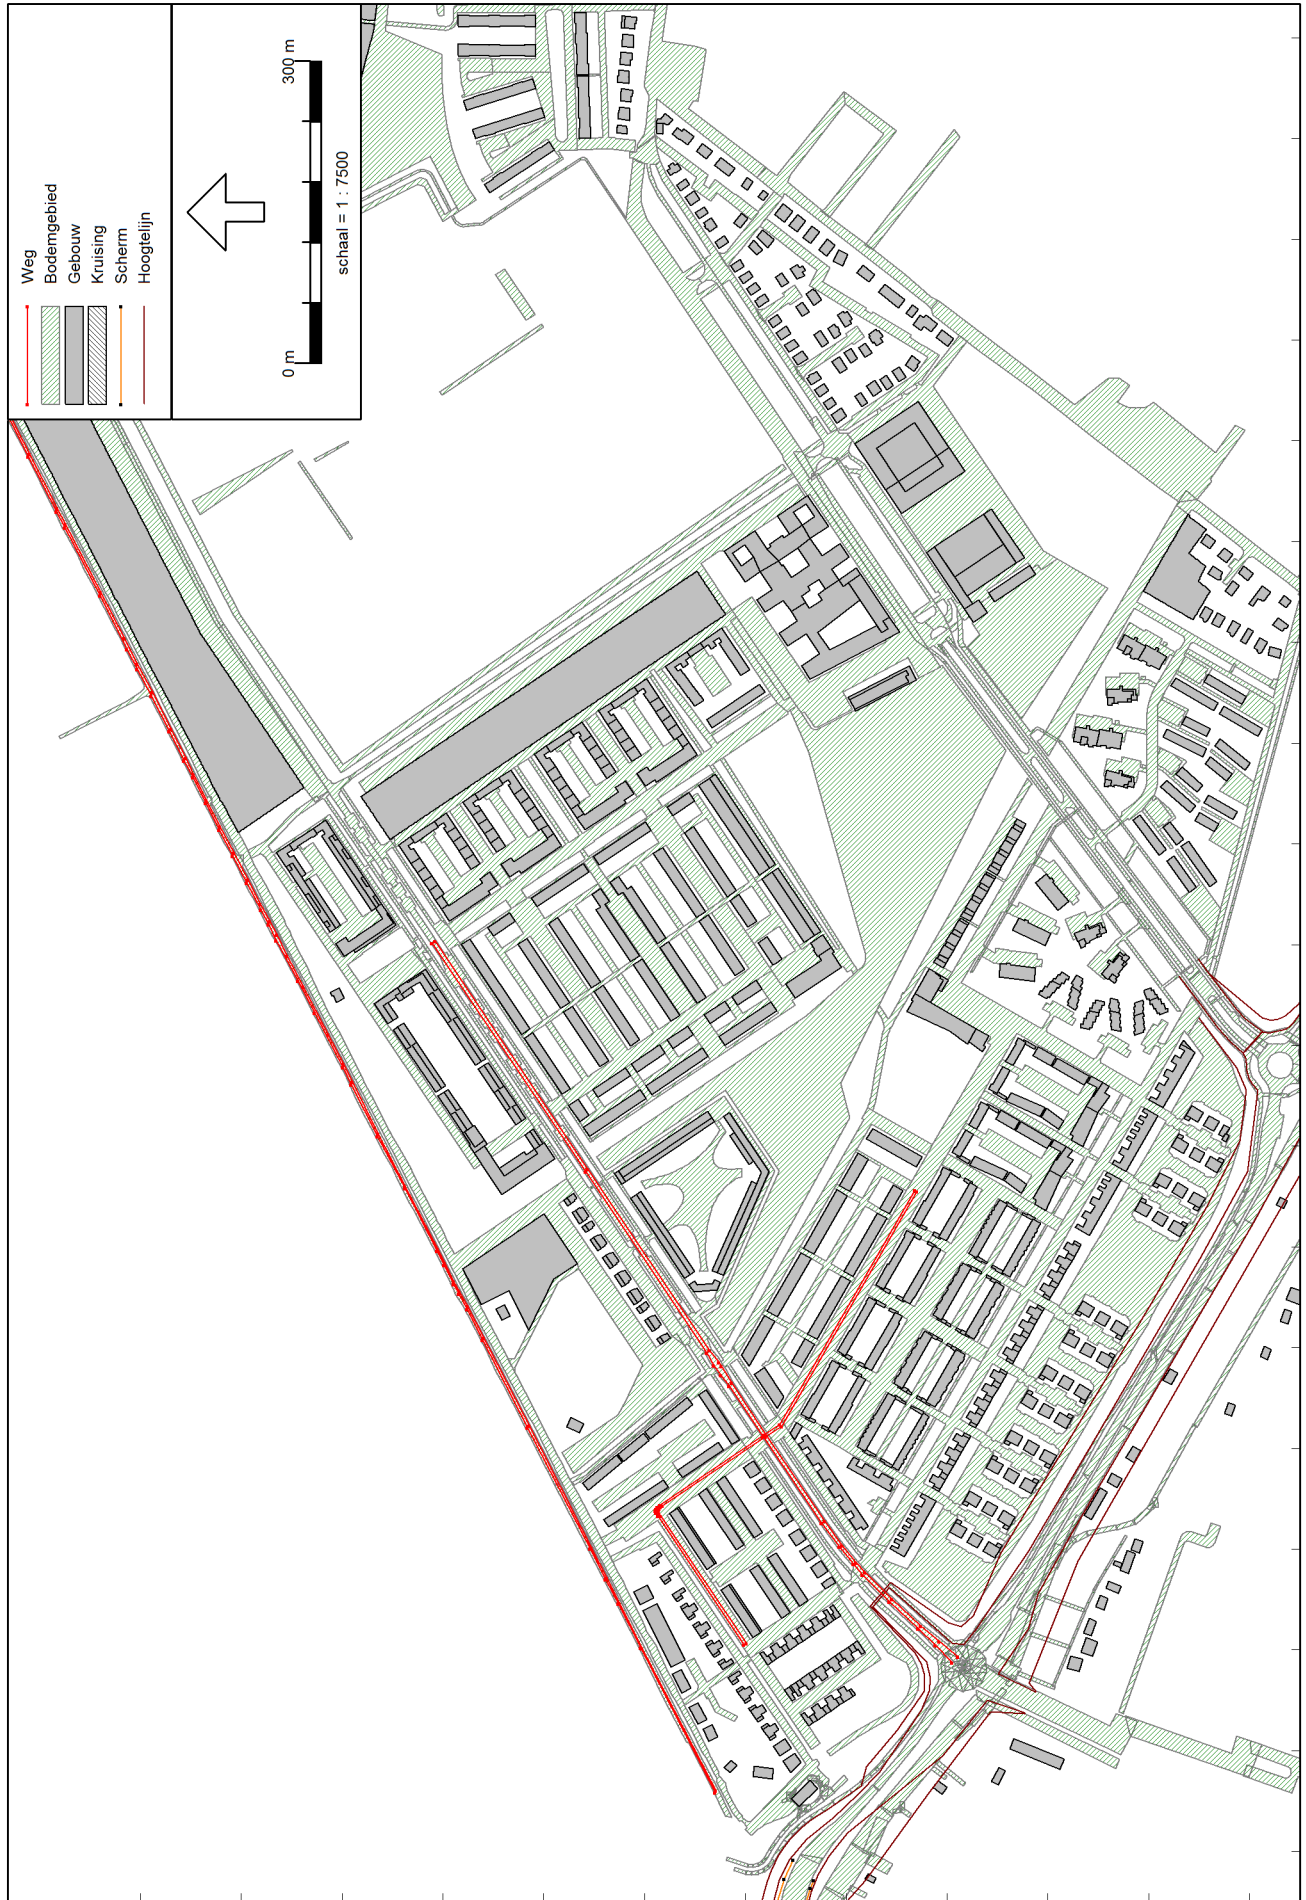 Weg
Bodemgebied
Gebouw
Kruising
Scherm
Hoogtelijn
0 m
300 m
schaal = 1 : 7500